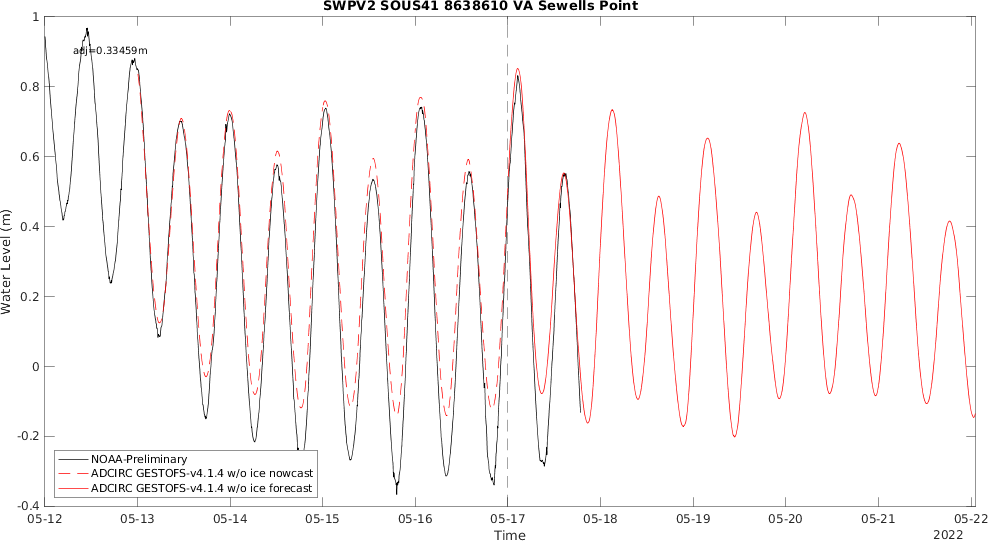 SWPV2 SOUS41 8638610 VA Sewells Point
adj=0.33459m
Water Level (m)
1
0.8
0.6
0.4
0.2
0
-0.2
-0.4
NOAA-Preliminary
ADCIRC GESTOFS-v4.1.4 w/o ice nowcast
ADCIRC GESTOFS-v4.1.4 w/o ice forecast
05-12 05-13 05-14 05-15 05-16 05-17 05-18 05-19 05-20 05-21 05-22
Time
2022